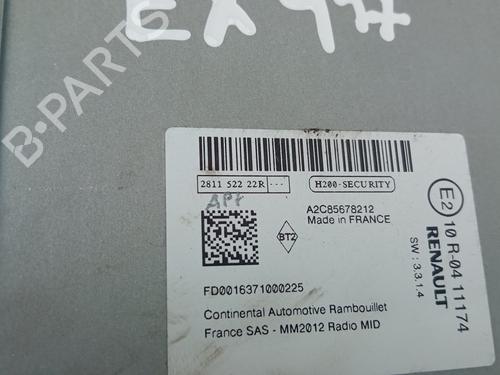 EX44
B-PARTS
2811 522 22R ...
H200-SECURITY
A2C85678212
Made in FRANCE
BT2
FD0016371000225
Continental Automotive Rambouillet
France SAS - MM2012 Radio MID
E2
10 R-04 11174
RENAULT
SW : 3.3.1.4